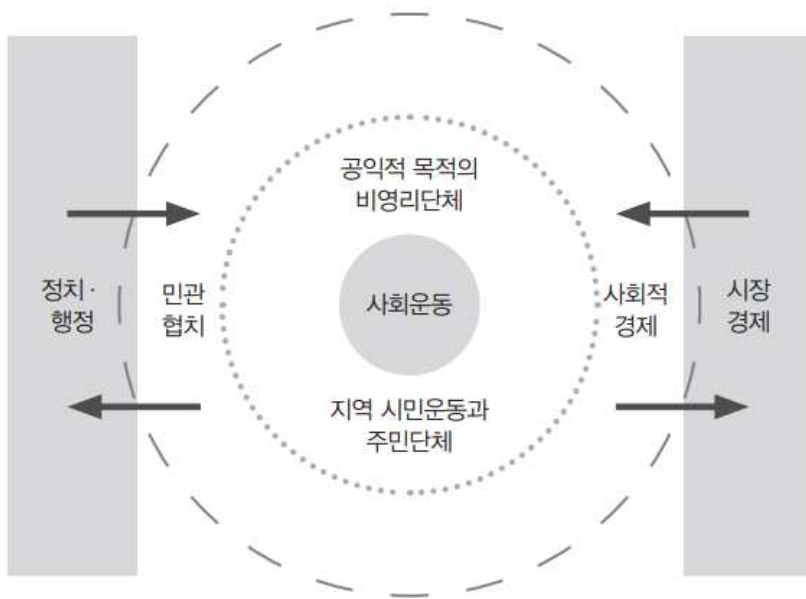 공익적 목적의
비영리단체
정치 ·
행정
민관
협치
사회운동
사회적
경제
시장
경제
지역 시민운동과
주민단체